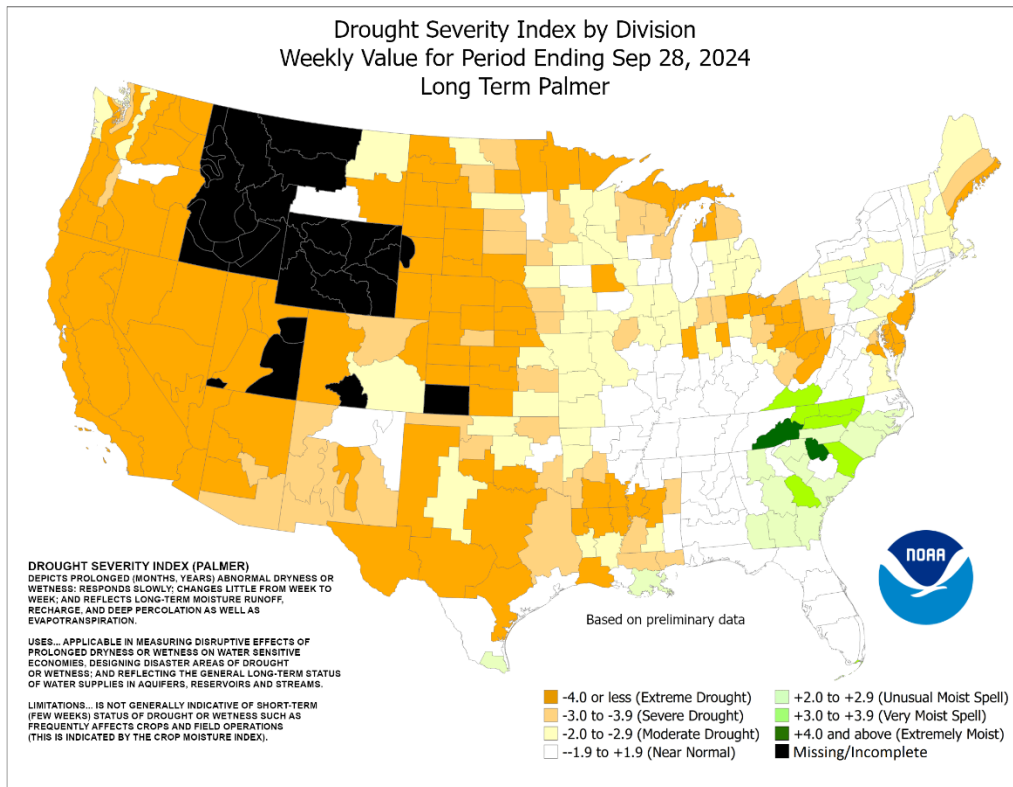 Drought Severity Index by Division
Weekly Value for Period Ending Sep 28, 2024
Long Term Palmer
DROUGHT SEVERITY INDEX (PALMER)
DEPICTS PROLONGED (MONTHS, YEARS) ABNORMAL DRYNESS OR
WETNESS: RESPONDS SLOWLY; CHANGES LITTLE FROM WEEK TO
WEEK; AND REFLECTS LONG-TERM MOISTURE RUNOFF,
RECHARGE, AND DEEP PERCOLATION AS WELL AS
EVAPOTRANSPIRATION.
USES... APPLICABLE IN MEASURING DISRUPTIVE EFFECTS OF
PROLONGED DRYNESS OR WETNESS ON WATER SENSITIVE
ECONOMIES, DESIGNING DISASTER AREAS OF DROUGHT
OR WETNESS; AND REFLECTING THE GENERAL LONG-TERM STATUS
OF WATER SUPPLIES IN AQUIFERS, RESERVOIRS AND STREAMS.
LIMITATIONS... IS NOT GENERALLY INDICATIVE OF SHORT-TERM
(FEW WEEKS) STATUS OF DROUGHT OR WETNESS SUCH AS
FREQUENTLY AFFECTS CROPS AND FIELD OPERATIONS
(THIS IS INDICATED BY THE CROP MOISTURE INDEX).
NOAA
Based on preliminary data
-4.0 or less (Extreme Drought)
-3.0 to -3.9 (Severe Drought)
-2.0 to -2.9 (Moderate Drought)
--1.9 to +1.9 (Near Normal)
+2.0 to +2.9 (Unusual Moist Spell)
+3.0 to +3.9 (Very Moist Spell)
+4.0 and above (Extremely Moist)
Missing/Incomplete